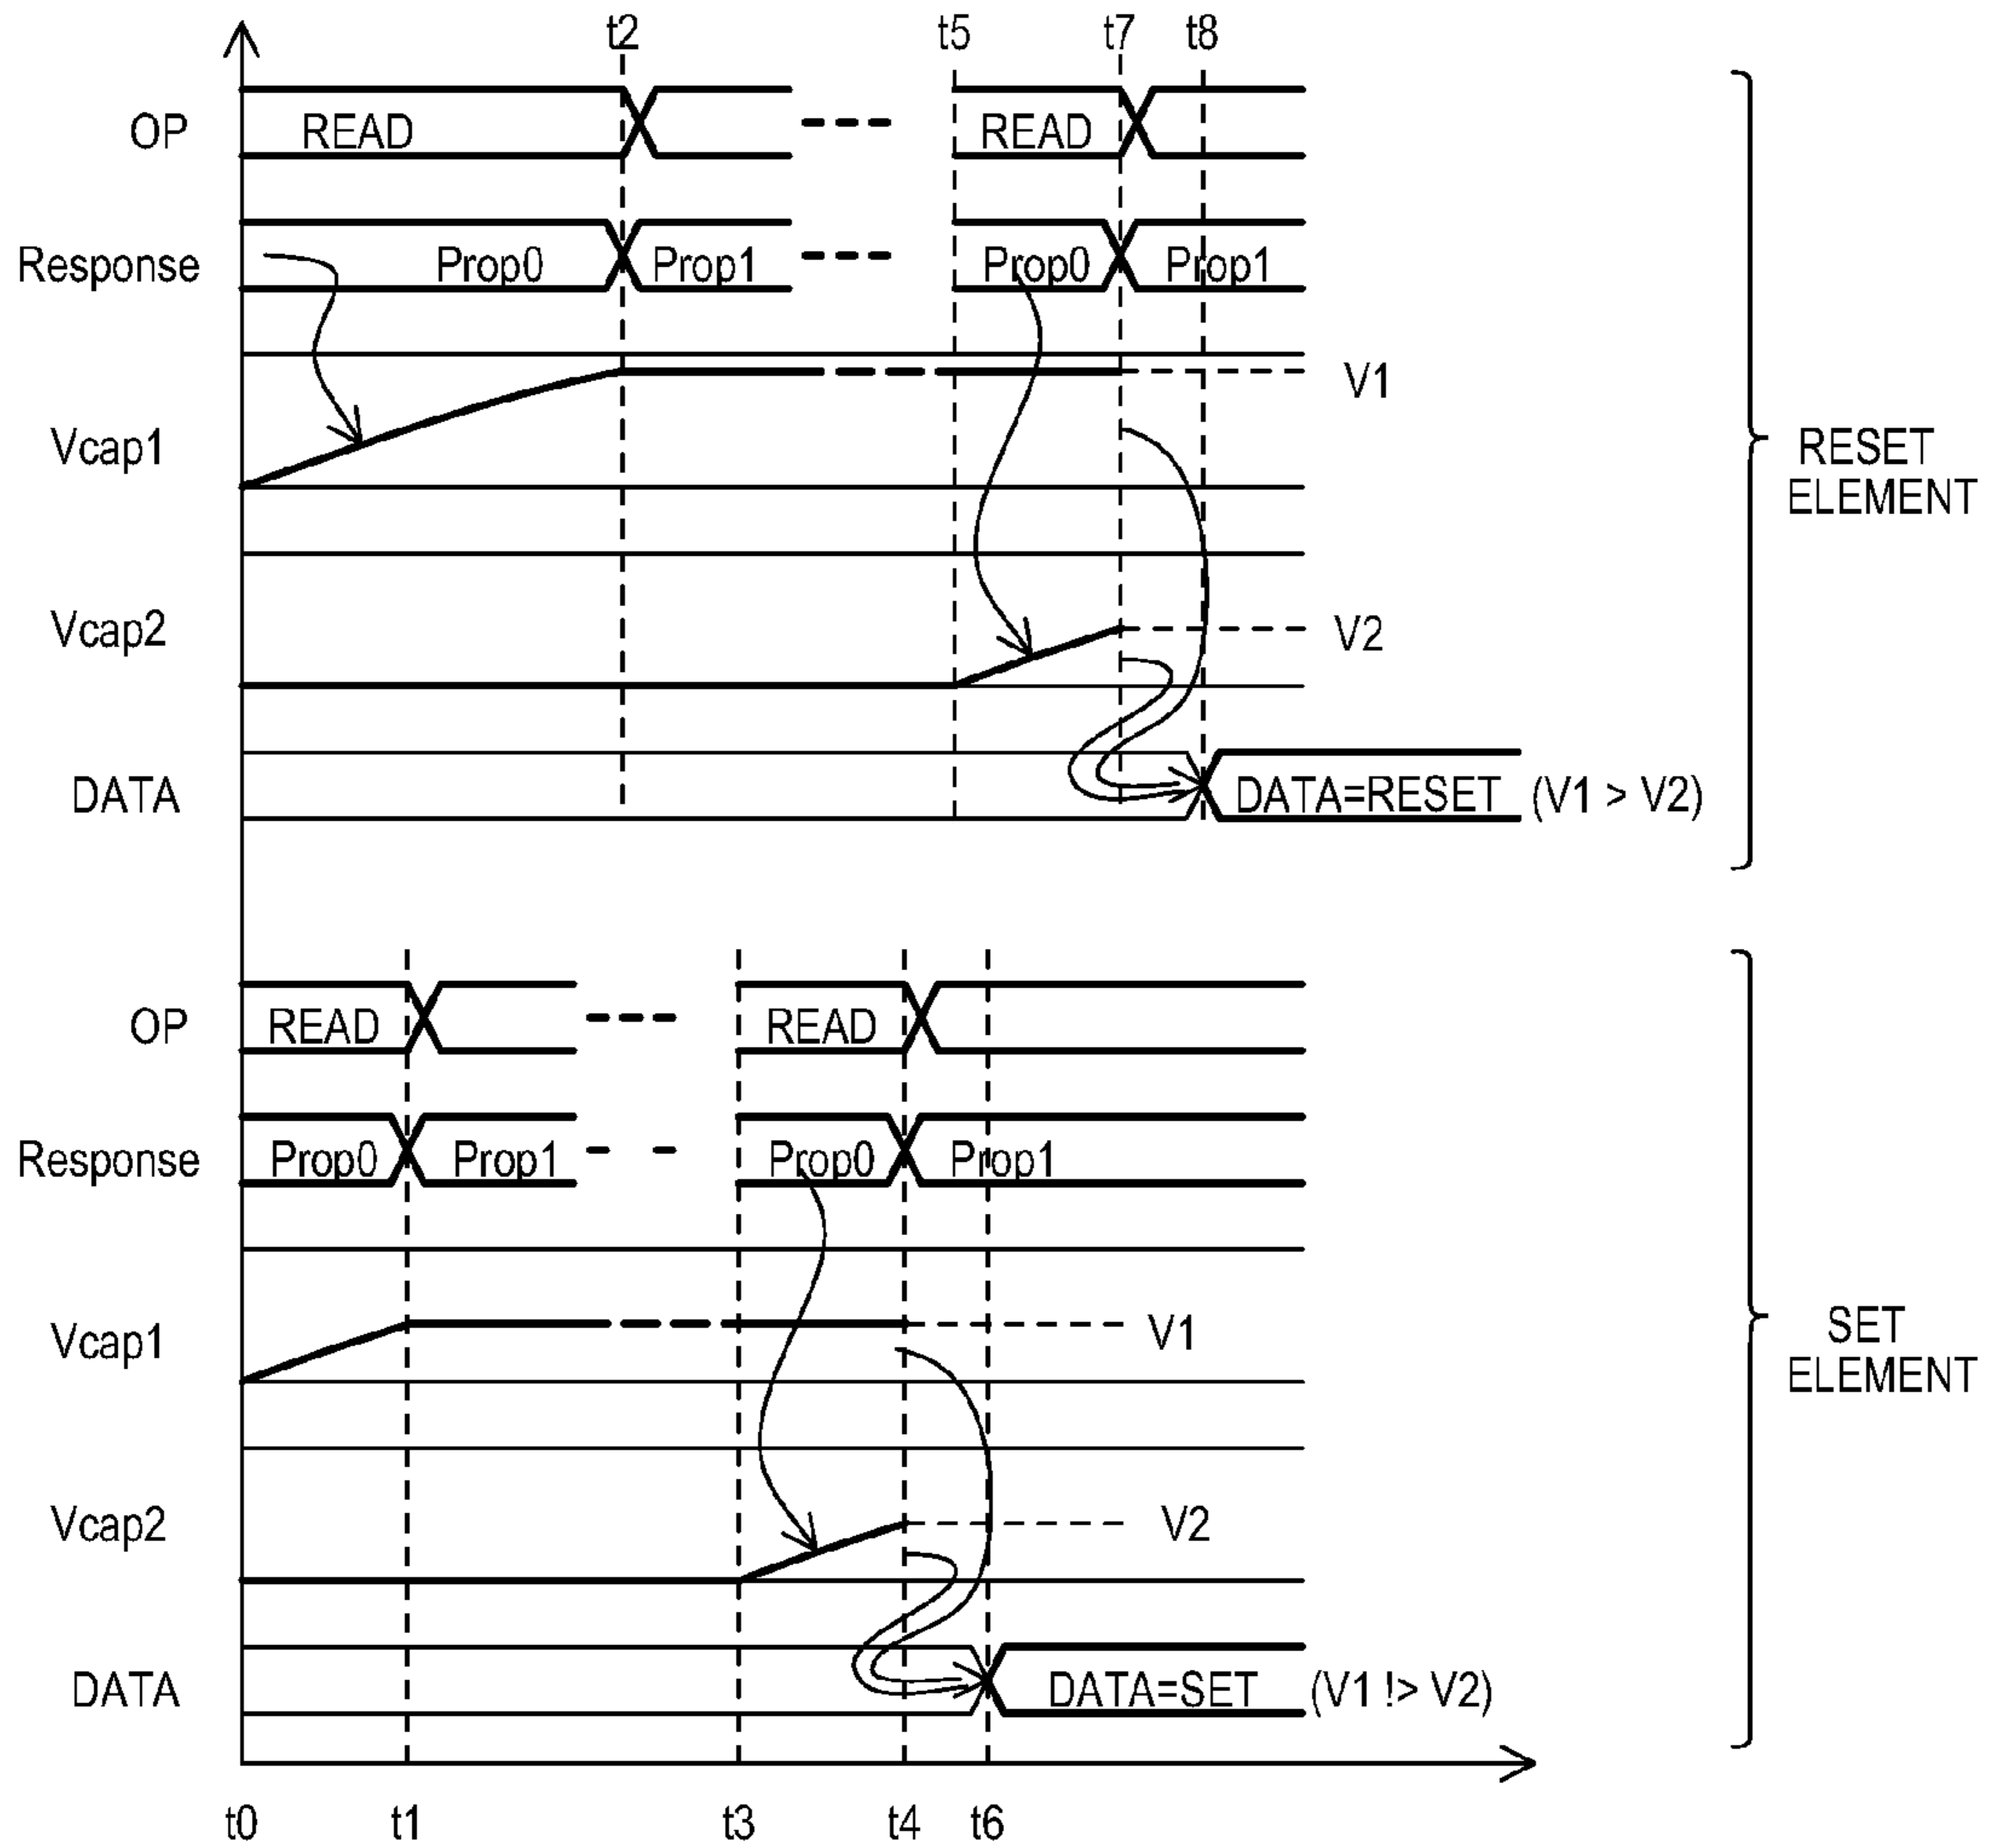 t2 t5 t7 t8
OP READ READ
Response Prop0 Prop1 Prop0 Prop1
V1
Vcap1
RESET
ELEMENT
Vcap2 V2
DATA DATA=RESET (V1 > V2)
OP READ READ
Response Prop0 Prop1 Prop0 Prop1
Vcap1 V1
SET
ELEMENT
Vcap2 V2
DATA DATA=SET (V1 !> V2)
t0 t1 t3 t4 t6